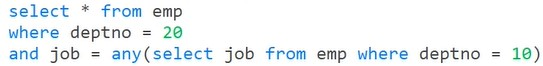 select * from emp
where deptno = 20
and job = any(select job from emp where deptno = 10)